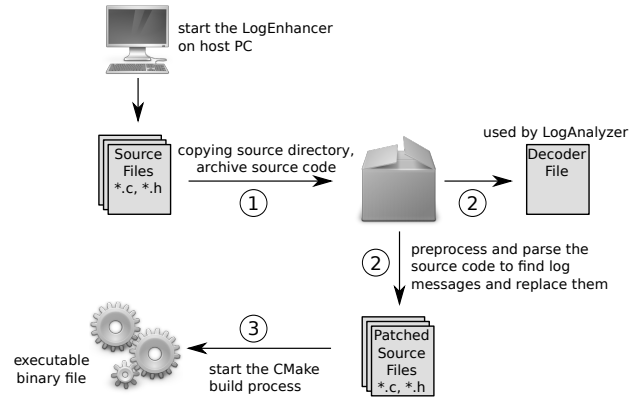 start the LogEnhancer
on host PC
Source
Files
*.c, *.h
copying source directory,
archive source code
1
used by LogAnalyzer
Decoder
File
2
2
preprocess and parse the
source code to find log
messages and replace them
Patched
Source
Files
*.c, *.h
3
start the CMake
build process
executable
binary file